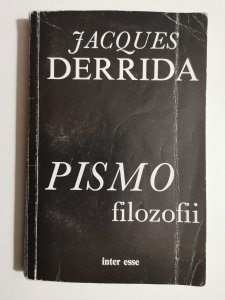 JACQUES
DERRIDA
PISMO
filozofii
inter esse